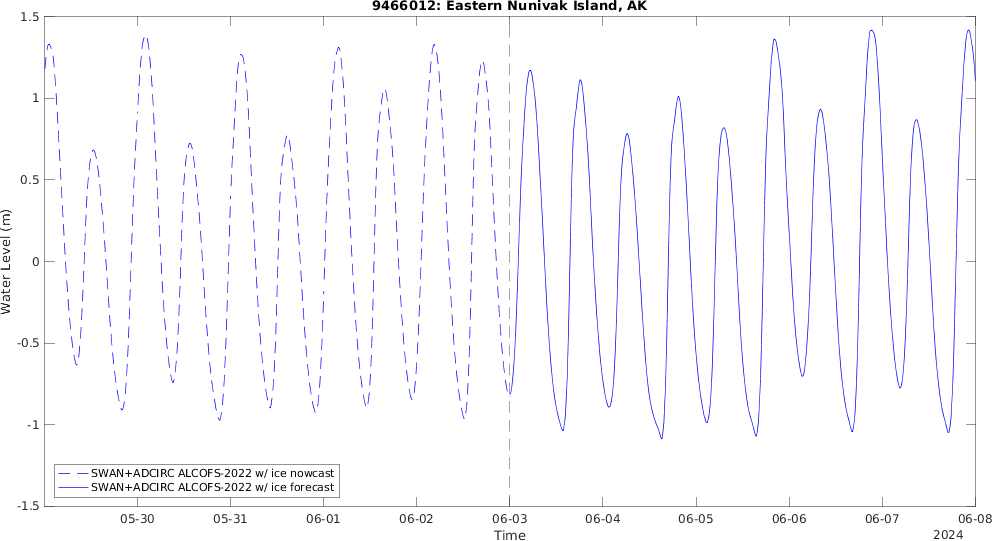 9466012: Eastern Nunivak Island, AK
1.5
1
0.5
0
-0.5
-1
-1.5
Water Level (m)
SWAN+ADCIRC ALCOFS-2022 w/ ice nowcast
SWAN+ADCIRC ALCOFS-2022 w/ ice forecast
05-30 05-31 06-01 06-02 06-03 06-04 06-05 06-06 06-07 06-08
Time
2024